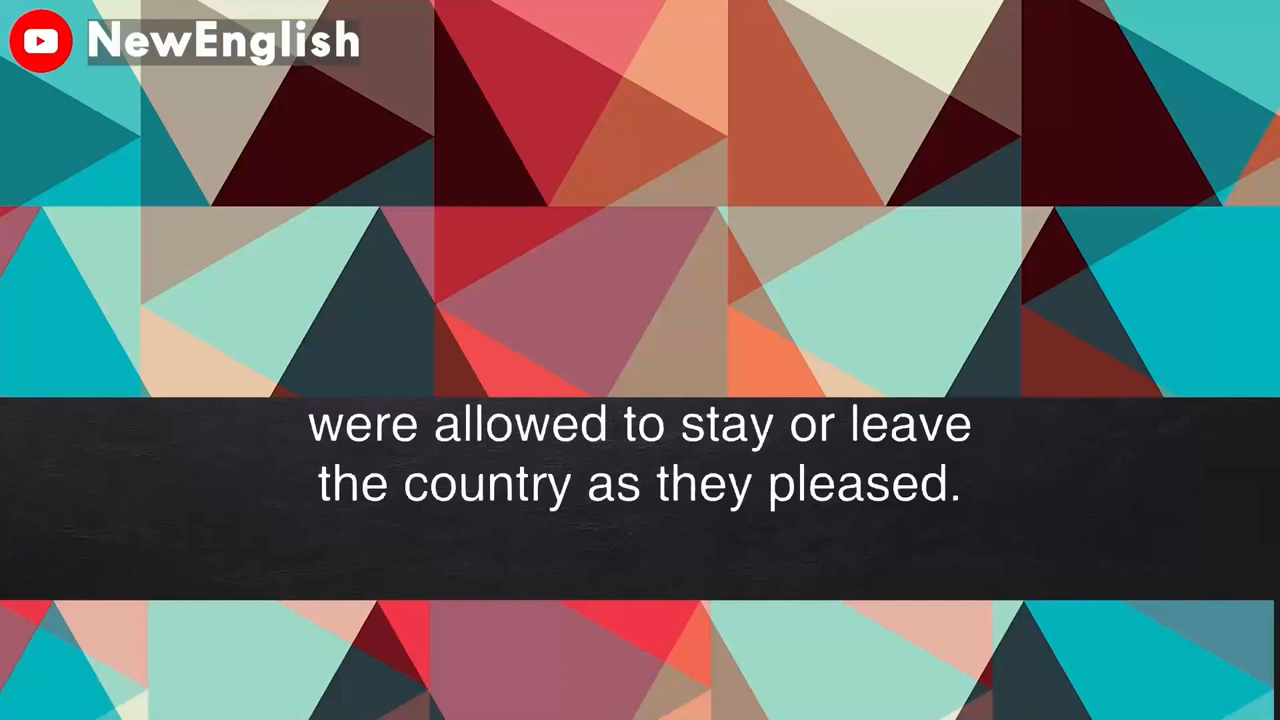 NewEnglish
were allowed to stay or leave
the country as they pleased.